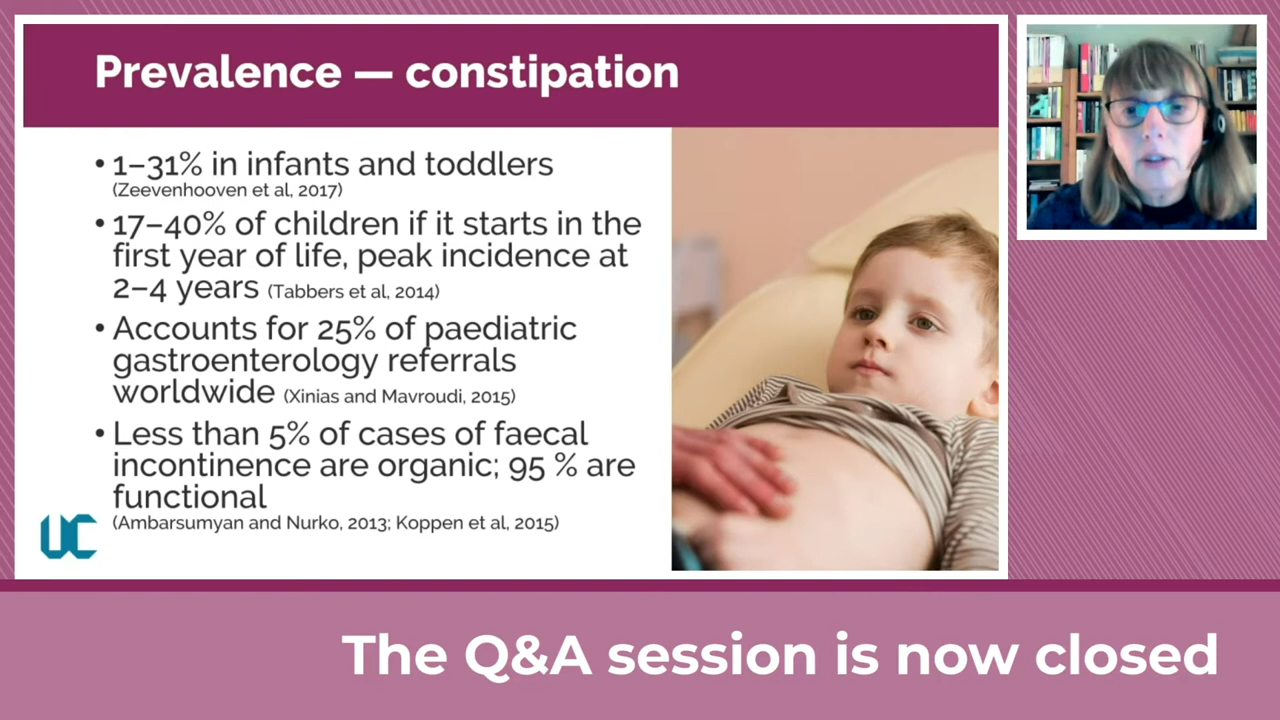 Prevalence — constipation
• 1–31% in infants and toddlers
(Zeevenhooven et al, 2017)
• 17–40% of children if it starts in the
first year of life, peak incidence at
2–4 years (Tabbers et al, 2014)
• Accounts for 25% of paediatric
gastroenterology referrals
worldwide (Xinias and Mavroudi, 2015)
• Less than 5% of cases of faecal
incontinence are organic; 95 % are
functional
(Ambarsumyan and Nurko, 2013; Koppen et al, 2015)
UC
The Q&A session is now closed